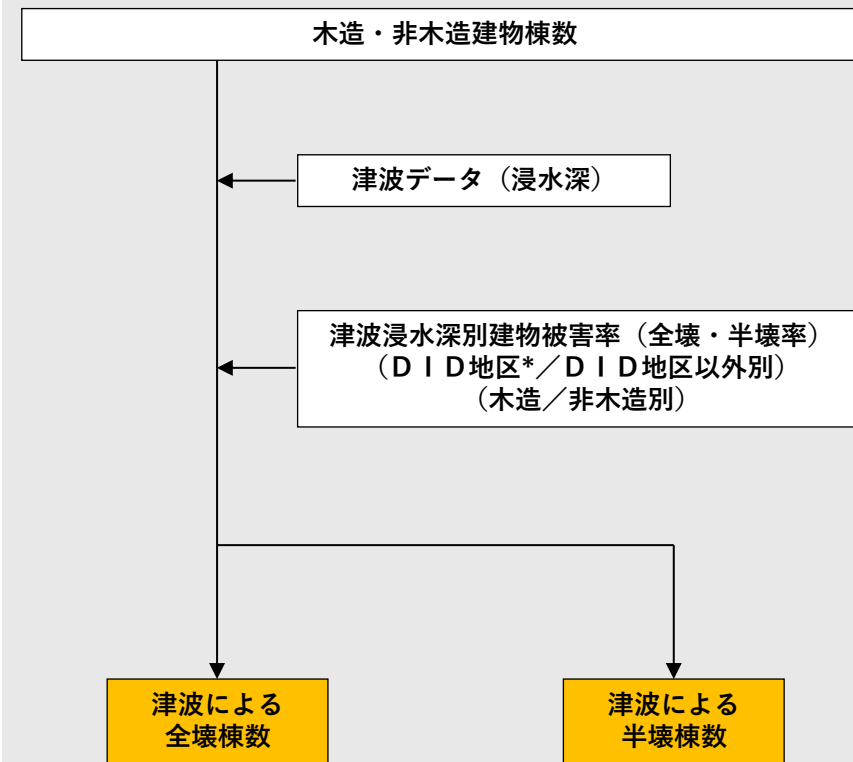 木造・非木造建物棟数
津波データ（浸水深）
津波浸水深別建物被害率（全壊・半壊率）
（ＤＩＤ地区*／ＤＩＤ地区以外別）
（木造／非木造別）
津波による
全壊棟数
津波による
半壊棟数